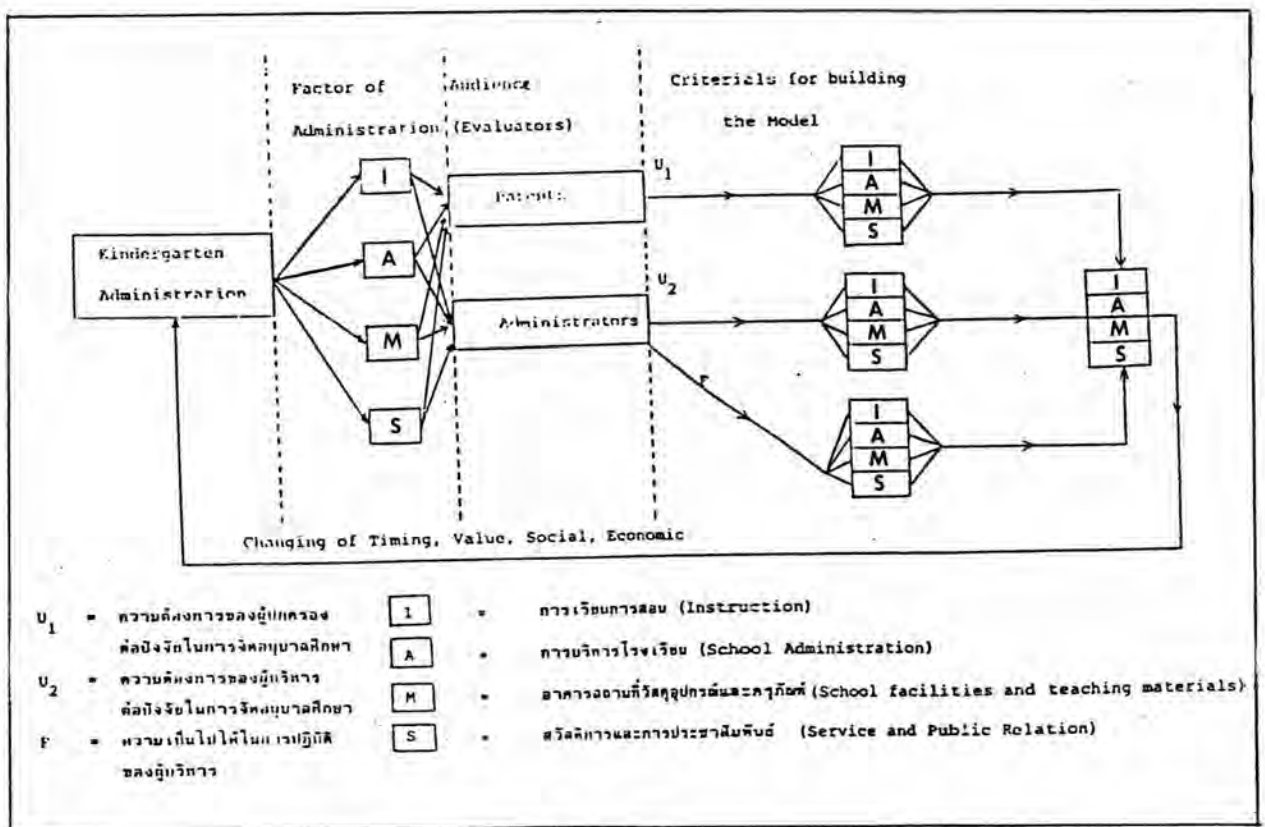 Factor of
Administration
Audience
(Evaluators)
Criterials for building
the Model
Kindergarten
Administration
I
A
M
S
Parents
Administrators
U1
U2
F
I
A
M
S
I
A
M
S
I
A
M
S
I
A
M
S
Changing of Timing, Value, Social, Economic
U1 = ความต้องการของผู้ปกครอง
ต่อปัจจัยในการจัดอนุบาลศึกษา
U2 = ความต้องการของผู้บริหาร
ต่อปัจจัยในการจัดอนุบาลศึกษา
F = ความเป็นไปได้ในการปฏิบัติ
ของผู้บริหาร
I = การเรียนการสอน (Instruction)
A = การบริหารโรงเรียน (School Administration)
M = อาคารสถานที่วัสดุอุปกรณ์และครุภัณฑ์ (School facilities and teaching materials)
S = สวัสดิการและการประชาสัมพันธ์ (Service and Public Relation)